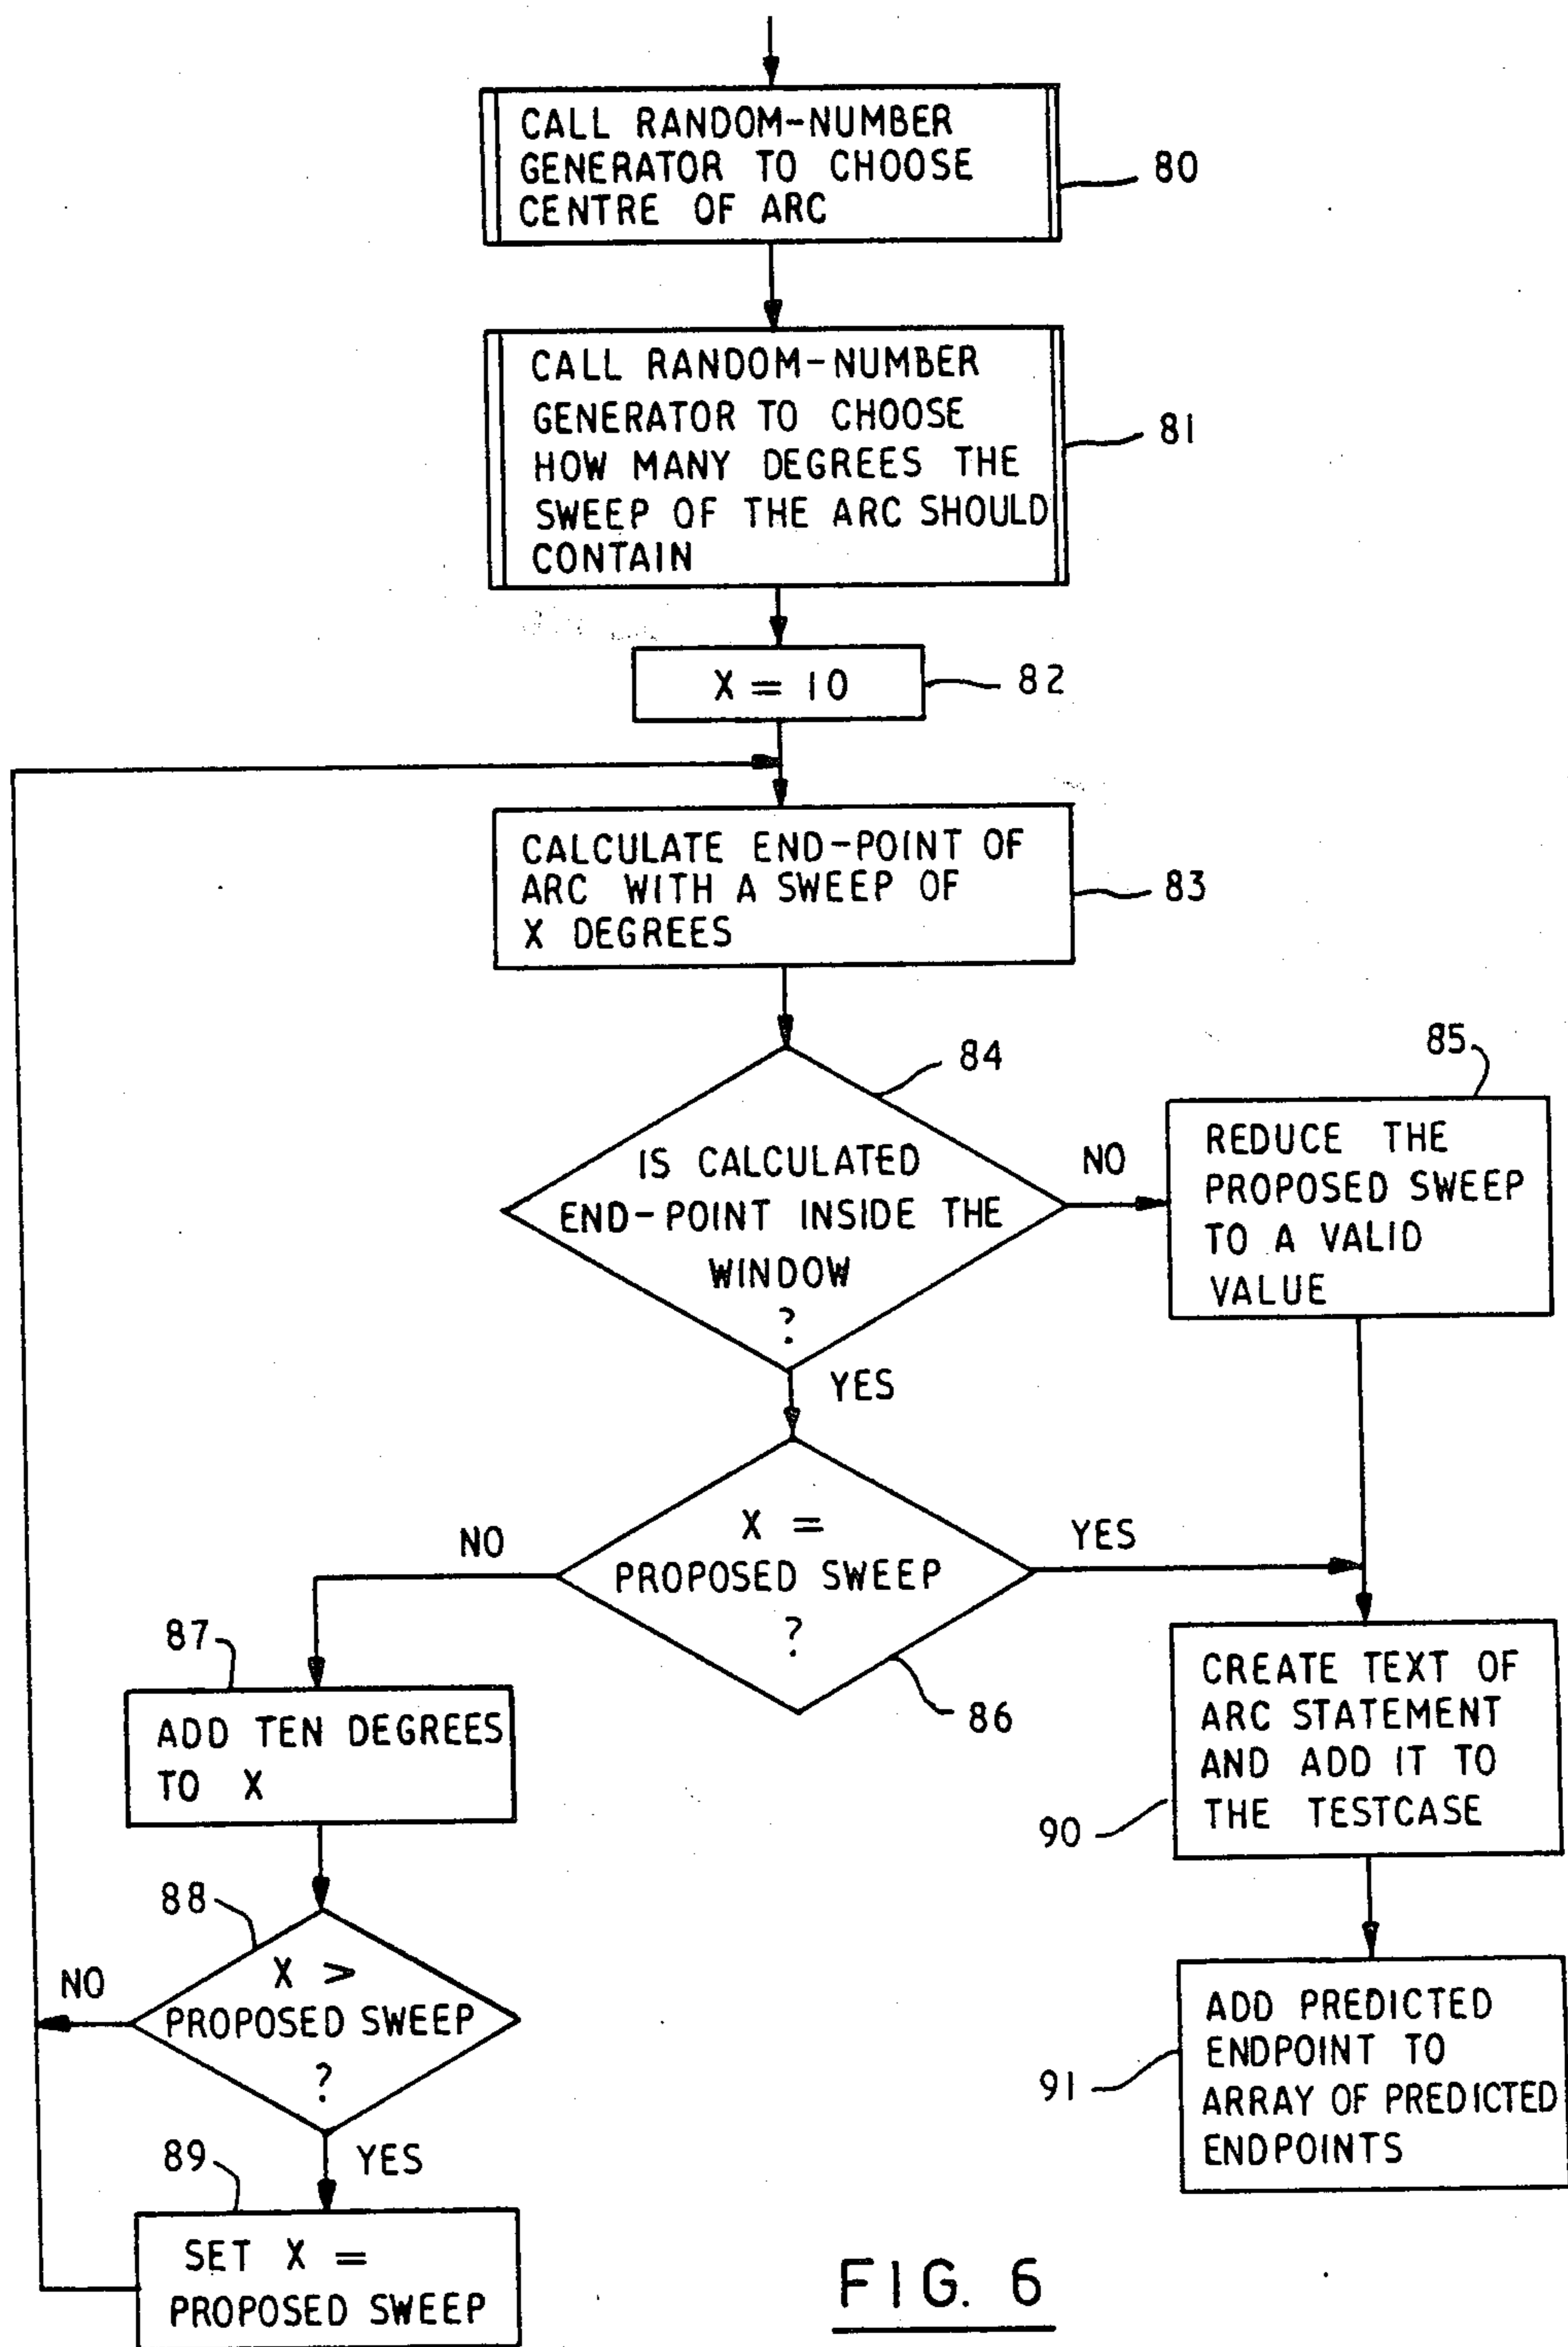 CALL RANDOM-NUMBER
GENERATOR TO CHOOSE
CENTRE OF ARC
80
CALL RANDOM-NUMBER
GENERATOR TO CHOOSE
HOW MANY DEGREES THE
SWEEP OF THE ARC SHOULD
CONTAIN
81
X = 10
82
CALCULATE END-POINT OF
ARC WITH A SWEEP OF
X DEGREES
83
84
IS CALCULATED
END-POINT INSIDE THE
WINDOW
?
NO
85
REDUCE THE
PROPOSED SWEEP
TO A VALID
VALUE
YES
X =
PROPOSED SWEEP
?
86
NO
YES
87
ADD TEN DEGREES
TO X
88
X >
PROPOSED SWEEP
?
NO
YES
89
SET X =
PROPOSED SWEEP
CREATE TEXT OF
ARC STATEMENT
AND ADD IT TO
THE TESTCASE
90
ADD PREDICTED
ENDPOINT TO
ARRAY OF PREDICTED
ENDPOINTS
91
FIG. 6